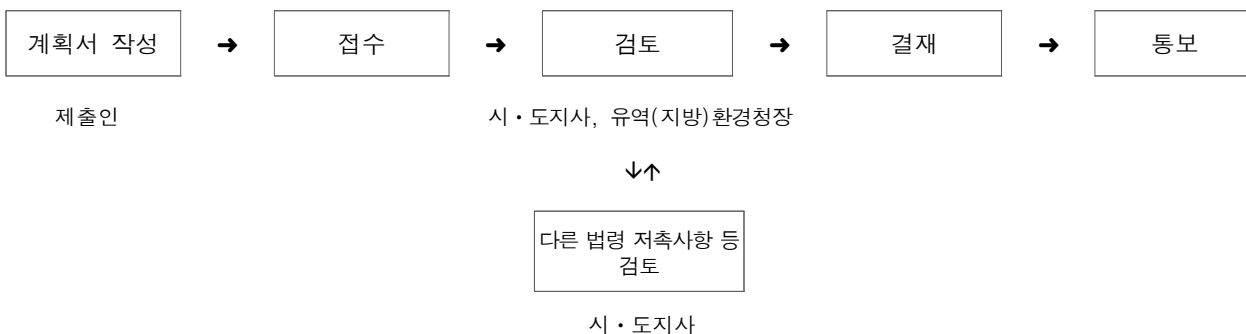 계획서 작성 ➜ 접수 ➜ 검토 ➜ 결재 ➜ 통보
제출인 시・도지사, 유역(지방)환경청장
↓↑
다른 법령 저촉사항 등
검토
시・도지사